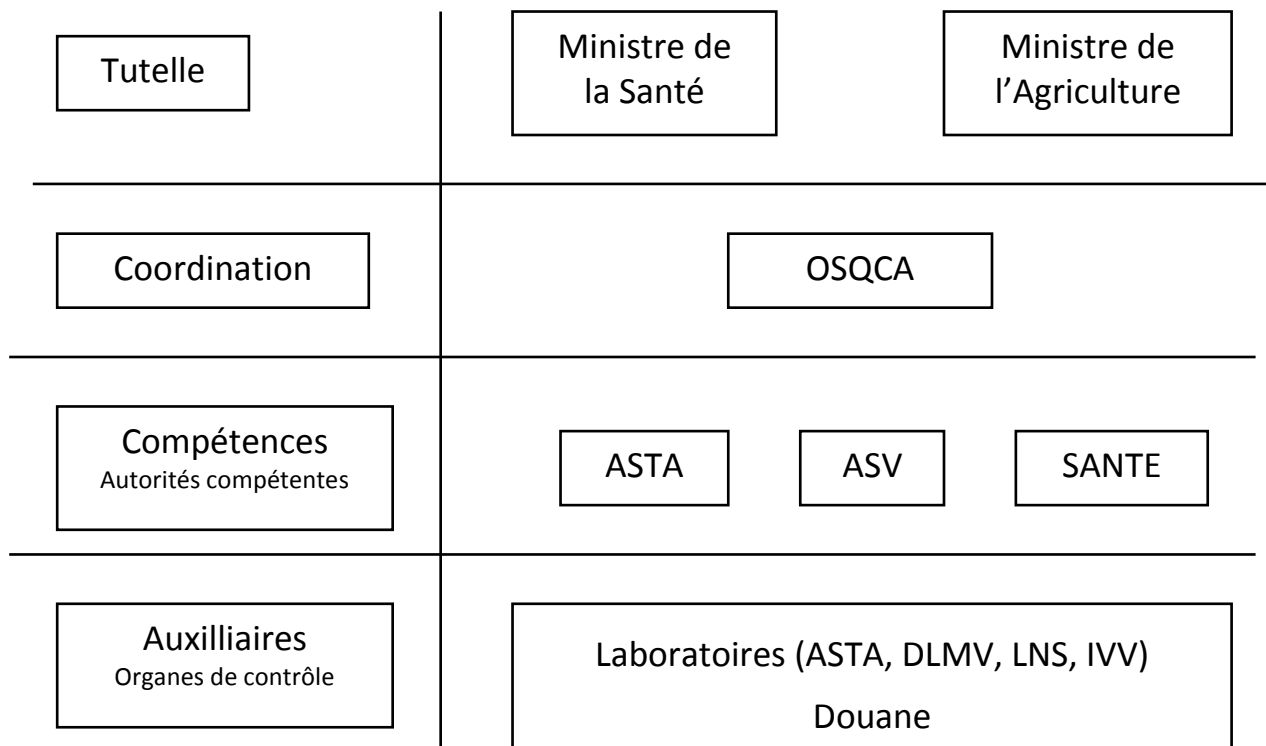 Tutelle
Ministre de
la Santé
Ministre de
l’Agriculture
Coordination
OSQCA
Compétences
Autorités compétentes
ASTA
ASV
SANTE
Auxilliaires
Organes de contrôle
Laboratoires (ASTA, DLMV, LNS, IVV)
Douane